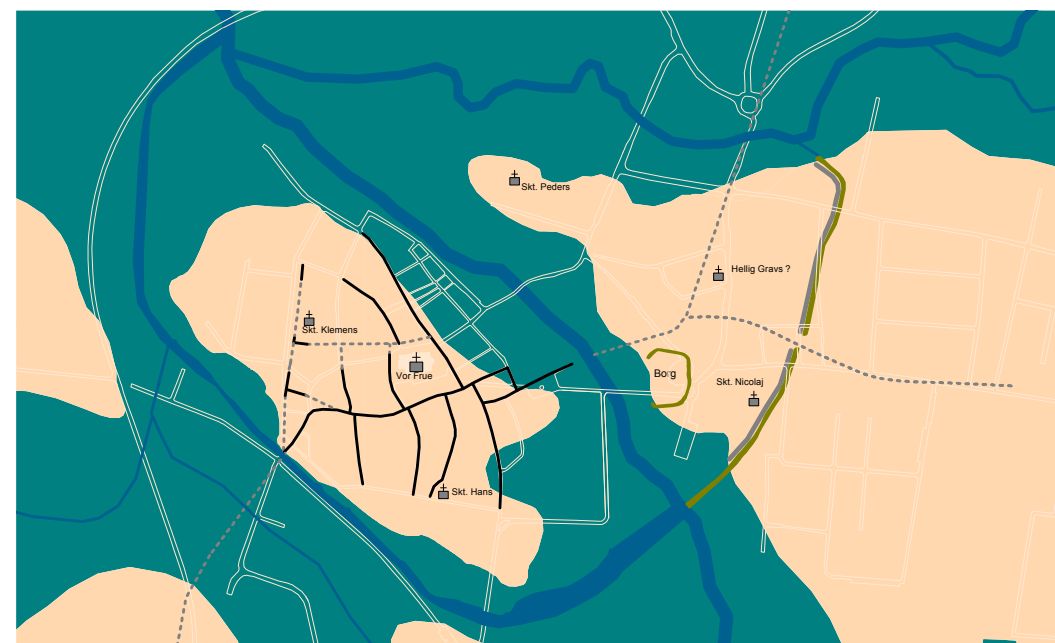 Skt. Peders
Hellig Gravs ?
Skt. Klemens
Vor Frue
Borg
Skt. Nicolaj
Skt. Hans